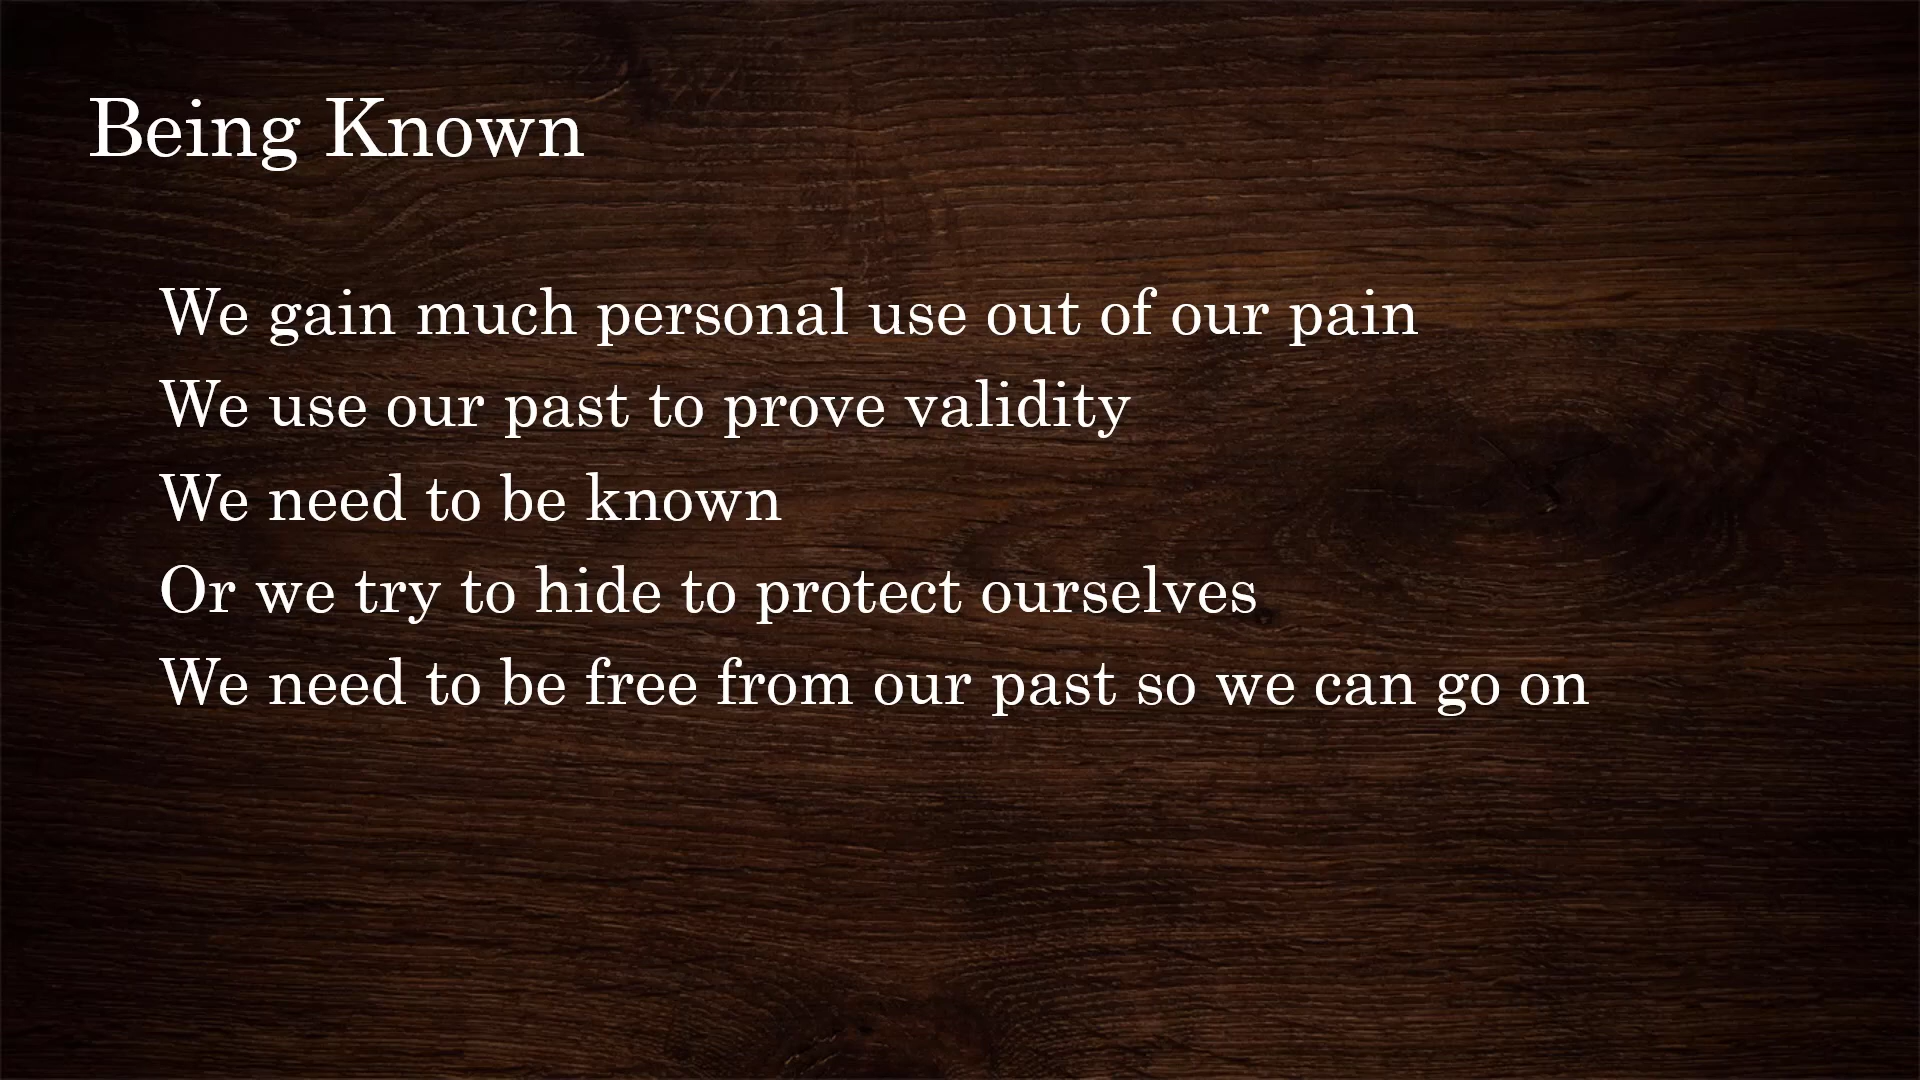 Being Known
We gain much personal use out of our pain
We use our past to prove validity
We need to be known
Or we try to hide to protect ourselves
We need to be free from our past so we can go on